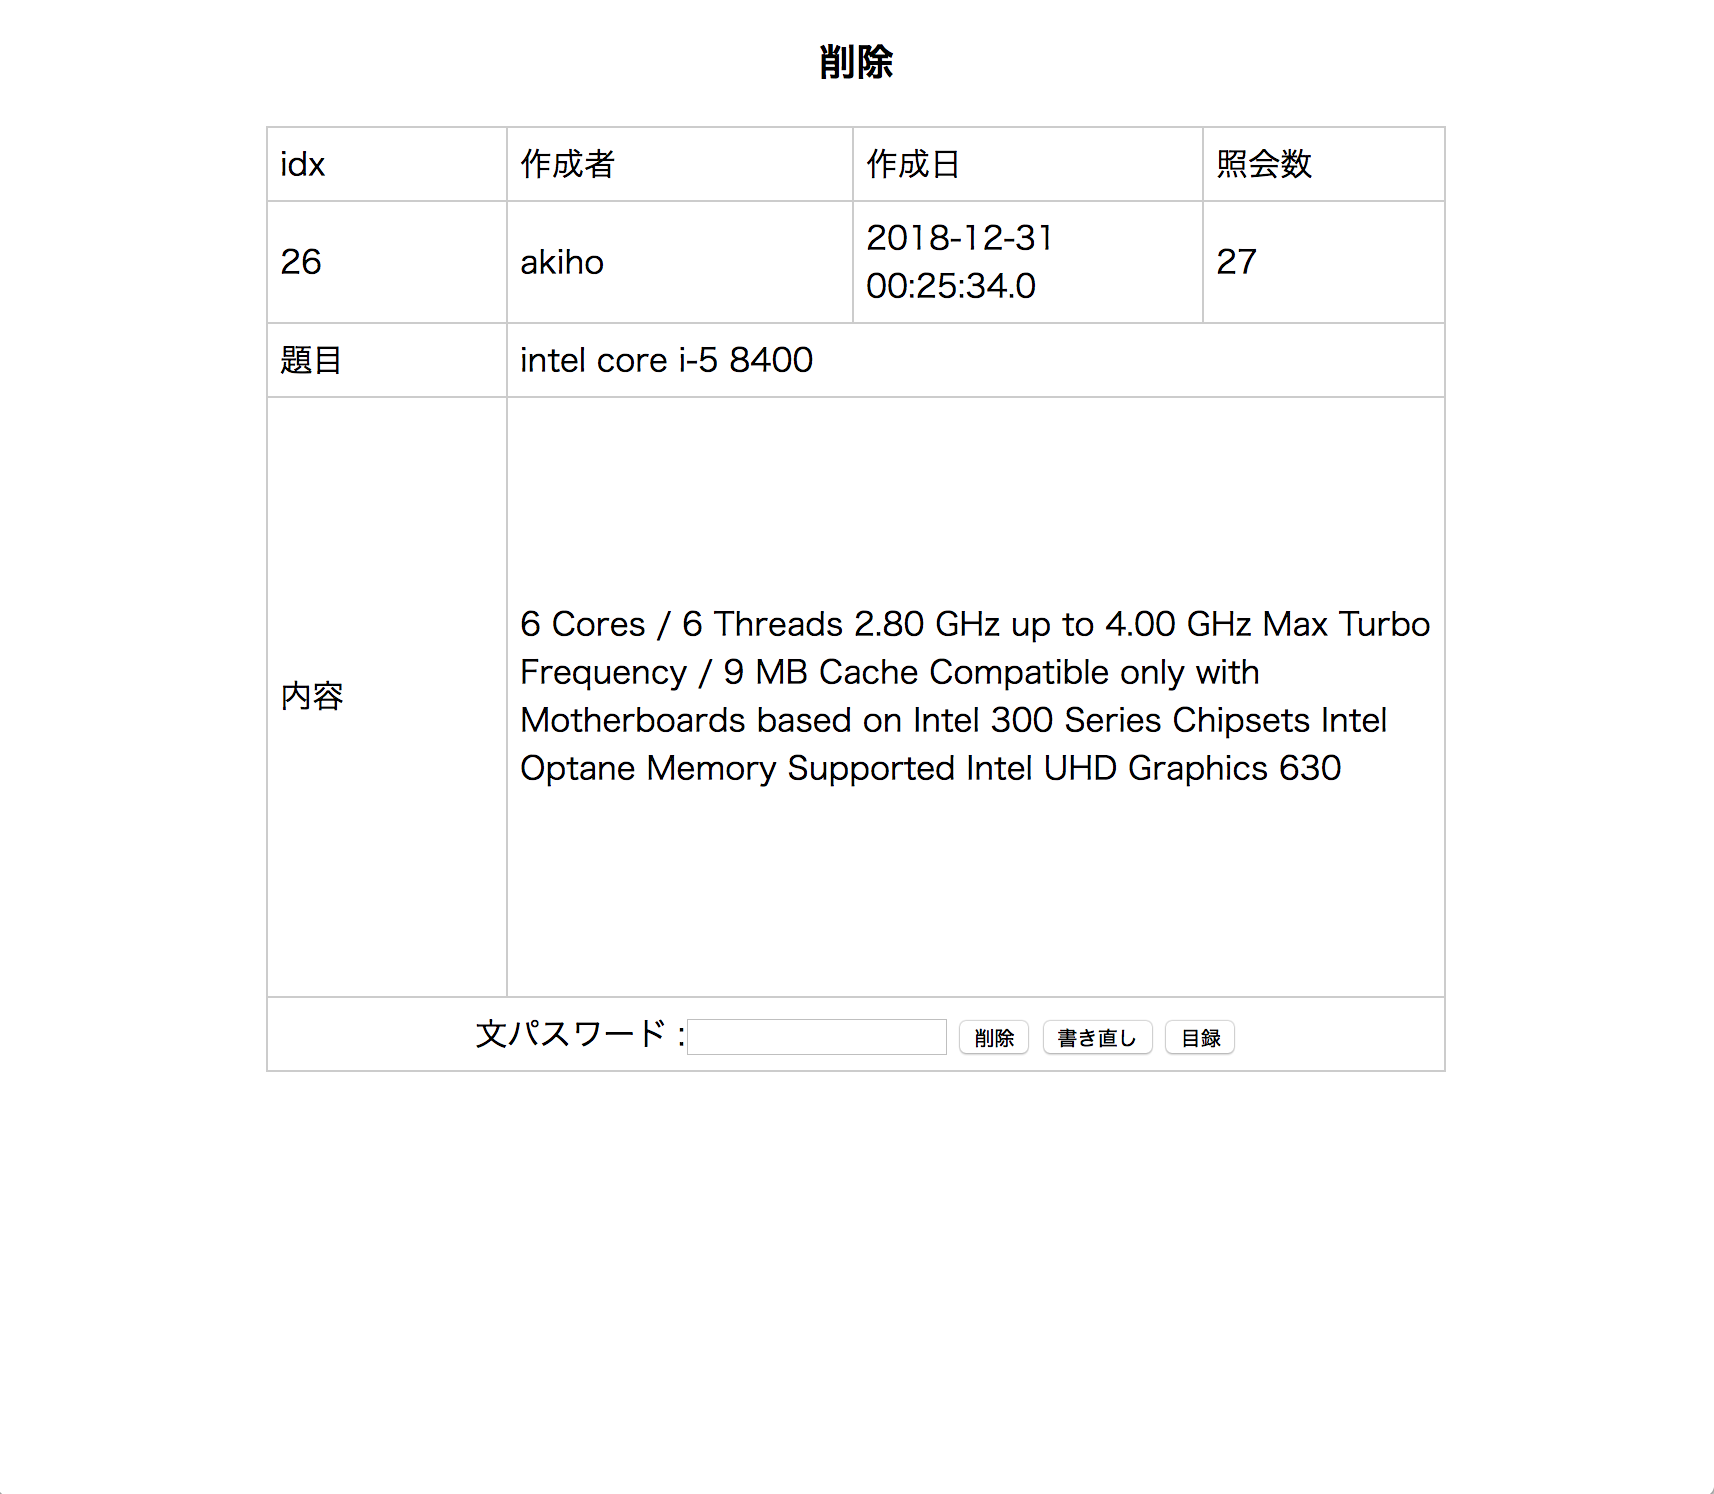 削除
idx 作成者 作成日 照会数
26 akiho 2018-12-31 00:25:34.0 27
題目 intel core i-5 8400
内容
6 Cores / 6 Threads 2.80 GHz up to 4.00 GHz Max Turbo
Frequency / 9 MB Cache Compatible only with
Motherboards based on Intel 300 Series Chipsets Intel
Optane Memory Supported Intel UHD Graphics 630
文パスワード : 削除 書き直し 目録